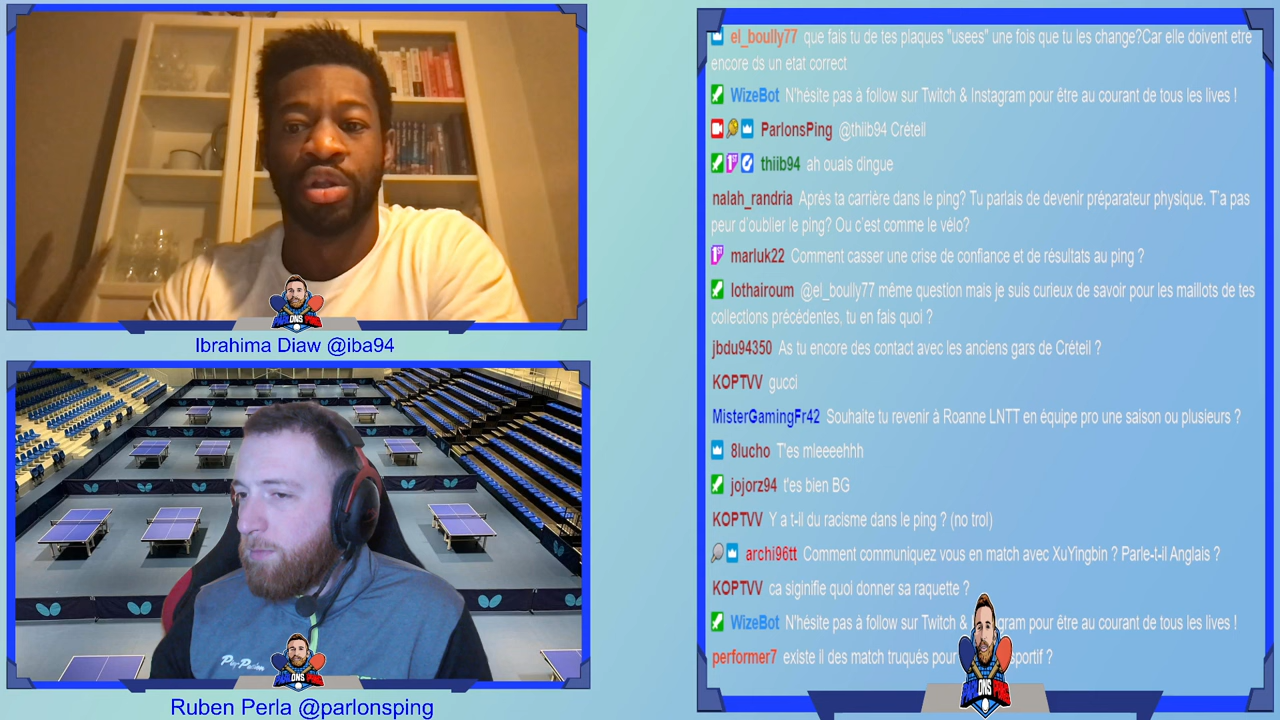 Ibrahima Diaw @iba94
Ruben Perla @parlonsping
el_boully77 que fais tu de tes plaques "usees" une fois que tu les change?Car elle doivent etre
encore ds un etat correct
WizeBot N'hésite pas à follow sur Twitch & Instagram pour être au courant de tous les lives !
ParlonsPing @thiib94 Créteil
thiib94 ah ouais dingue
nalah_randria Après ta carrière dans le ping? Tu parlais de devenir préparateur physique. T'a pas
peur d'oublier le ping? Ou c'est comme le vélo?
marluk22 Comment casser une crise de confiance et de résultats au ping ?
lothairoum @el_boully77 même question mais je suis curieux de savoir pour les maillots de tes
collections précédentes, tu en fais quoi ?
jbdu94350 As tu encore des contact avec les anciens gars de Créteil ?
KOPTVV gucci
MisterGamingFr42 Souhaite tu revenir à Roanne LNTT en équipe pro une saison ou plusieurs ?
8lucho T'es mleeeehhh
jojorz94 t'es bien BG
KOPTVV Y a t-il du racisme dans le ping ? (no trol)
archi96tt Comment communiquez vous en match avec XuYingbin ? Parle-t-il Anglais ?
KOPTVV ca siginifie quoi donner sa raquette ?
WizeBot N'hésite pas à follow sur Twitch & gram pour être au courant de tous les lives !
performer7 existe il des match truqués pour sportif ?
PARLONS PING